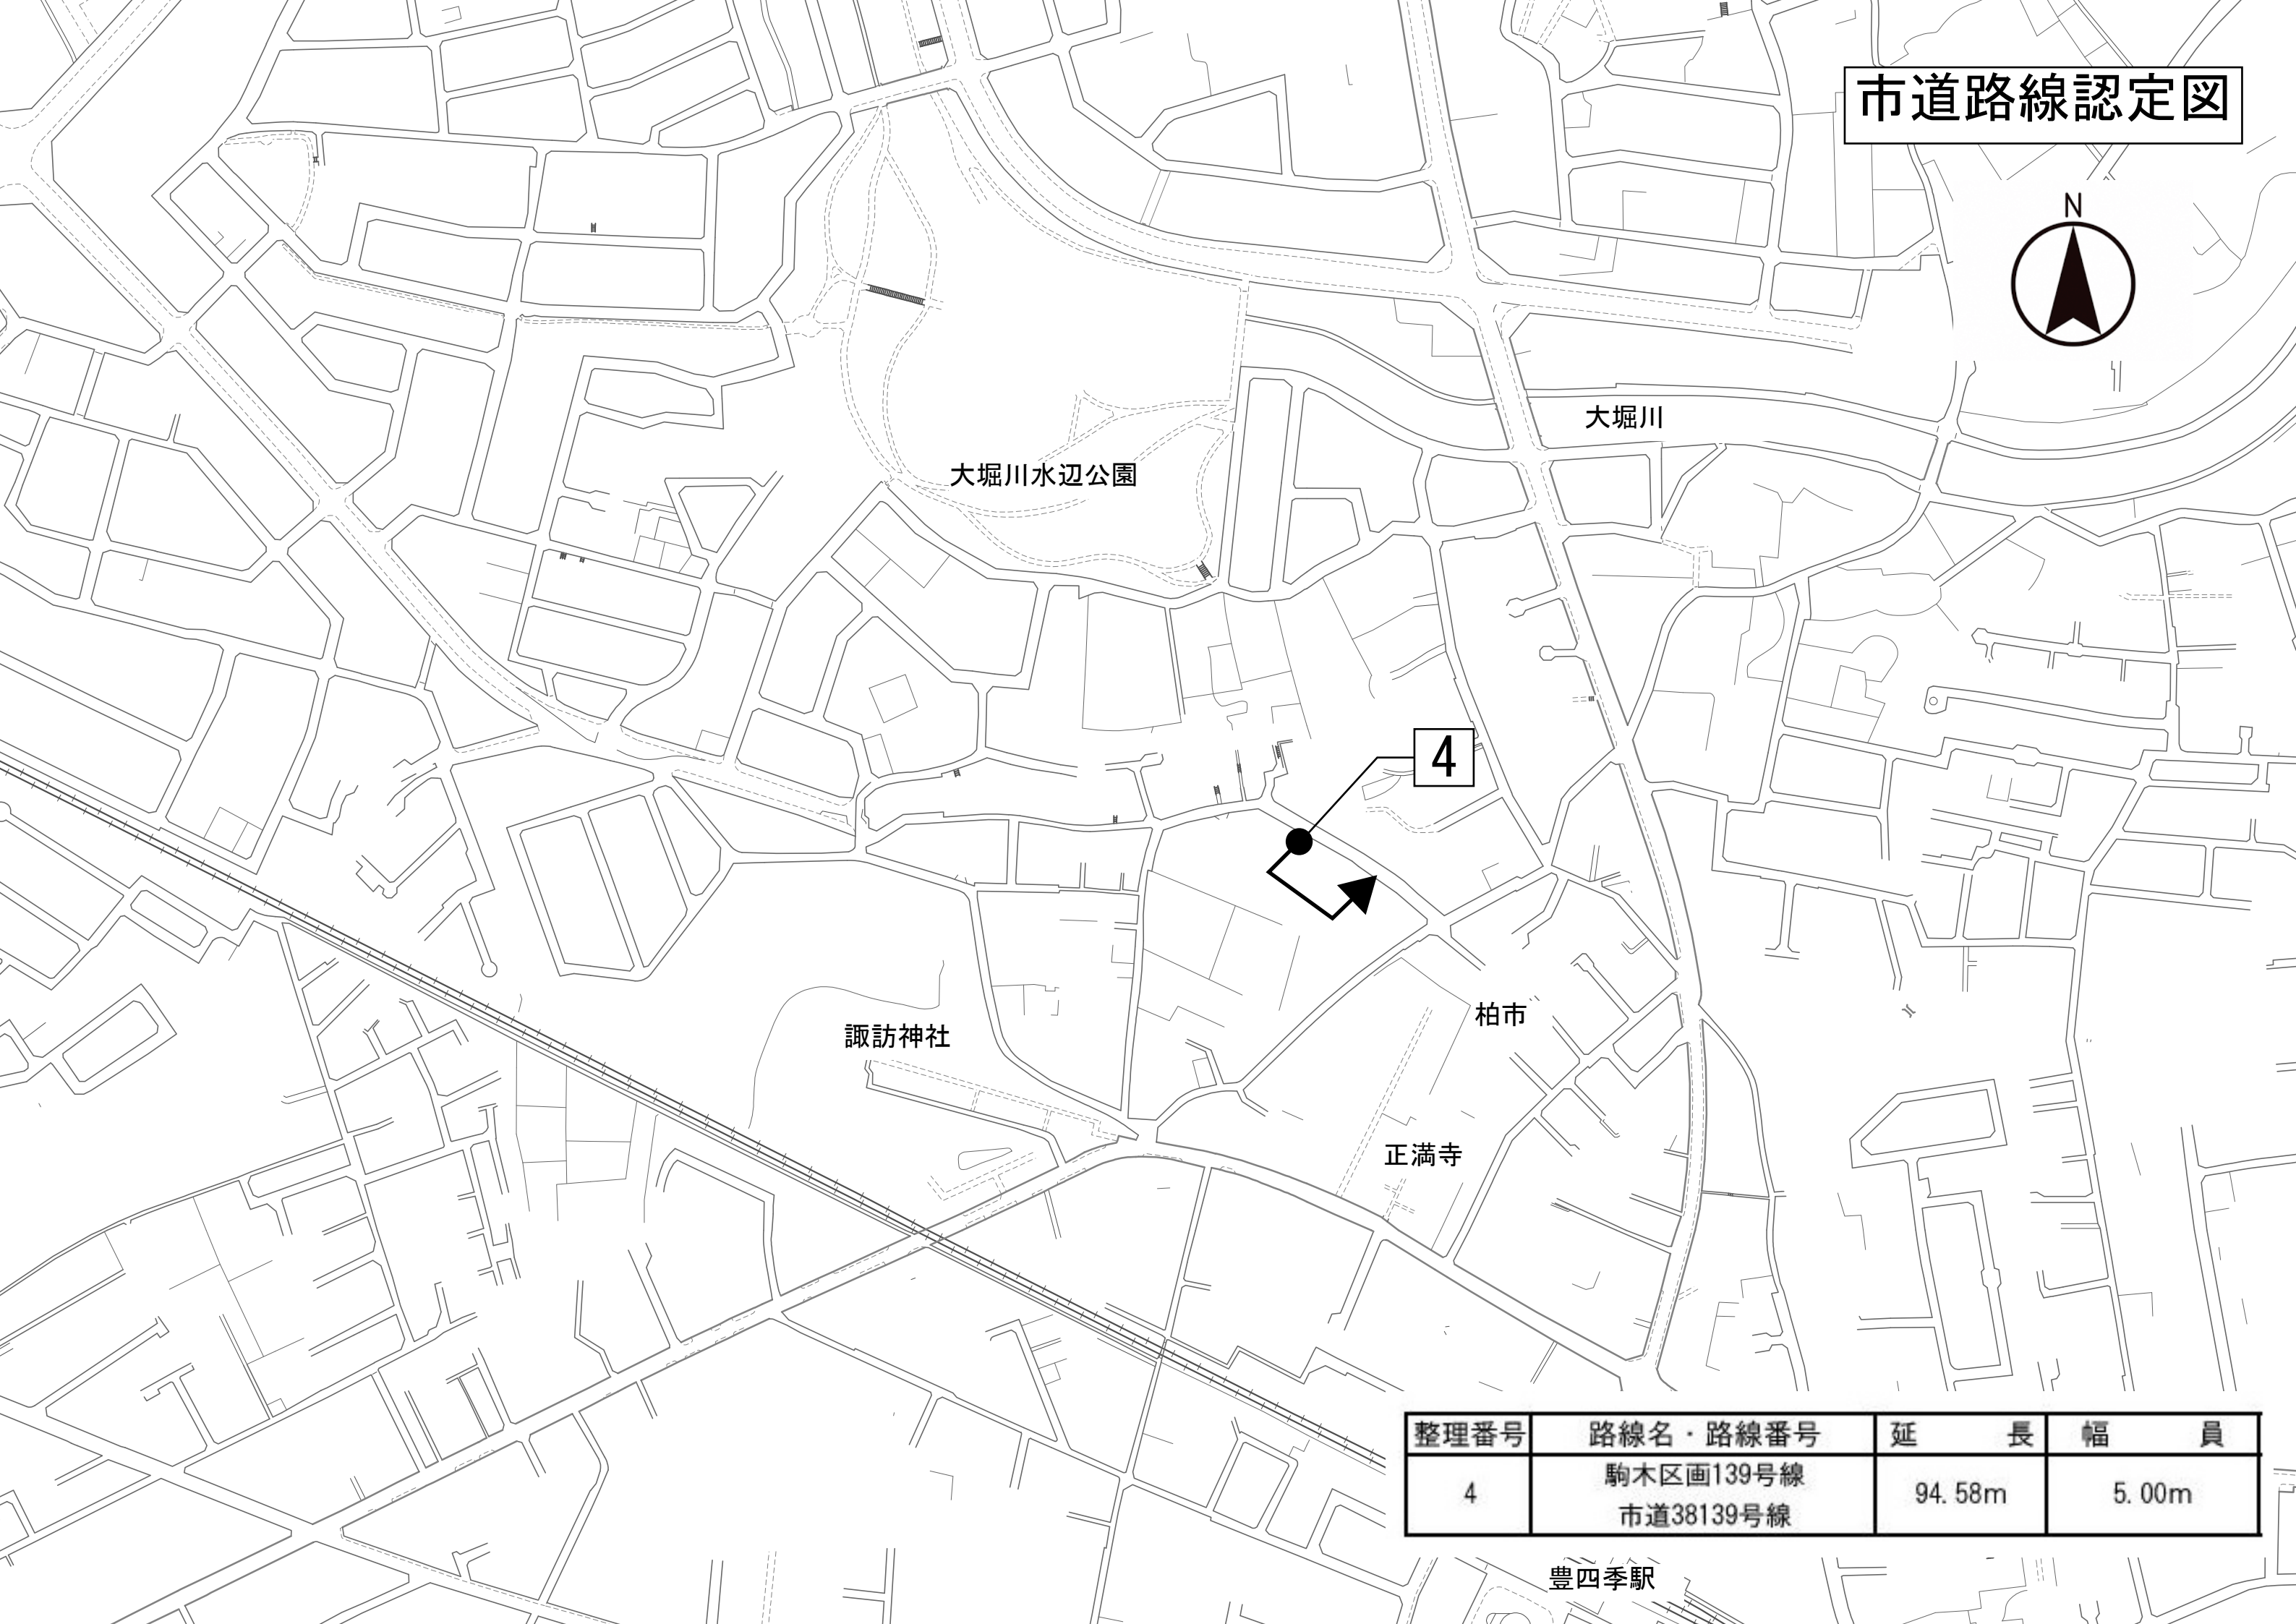 市道路線認定図
N
大堀川
大堀川水辺公園
4
柏市
諏訪神社
正満寺
整理番号 路線名・路線番号 延長 幅員
4 駒木区画139号線 94.58m 5.00m
市道38139号線
豊四季駅